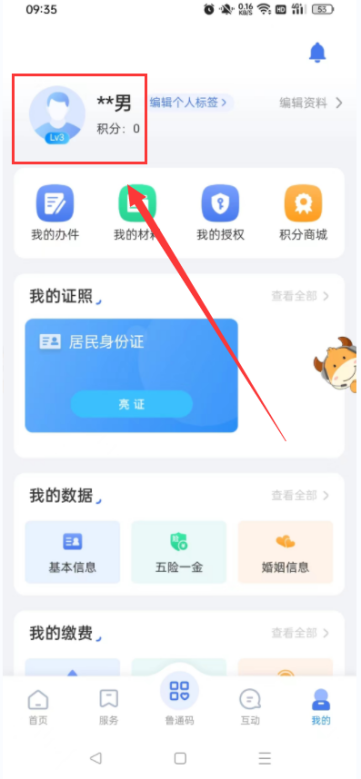 09:35
0.16 KB/S HD 4G 55
**男
编辑个人标签 >
编辑资料 >
积分：0
Lv3
我的办件 我的材料 我的授权 积分商城
我的证照 查看全部 >
居民身份证
亮证
我的数据 查看全部 >
基本信息 五险一金 婚姻信息
我的缴费 查看全部 >
首页 服务 鲁通码 互动 我的